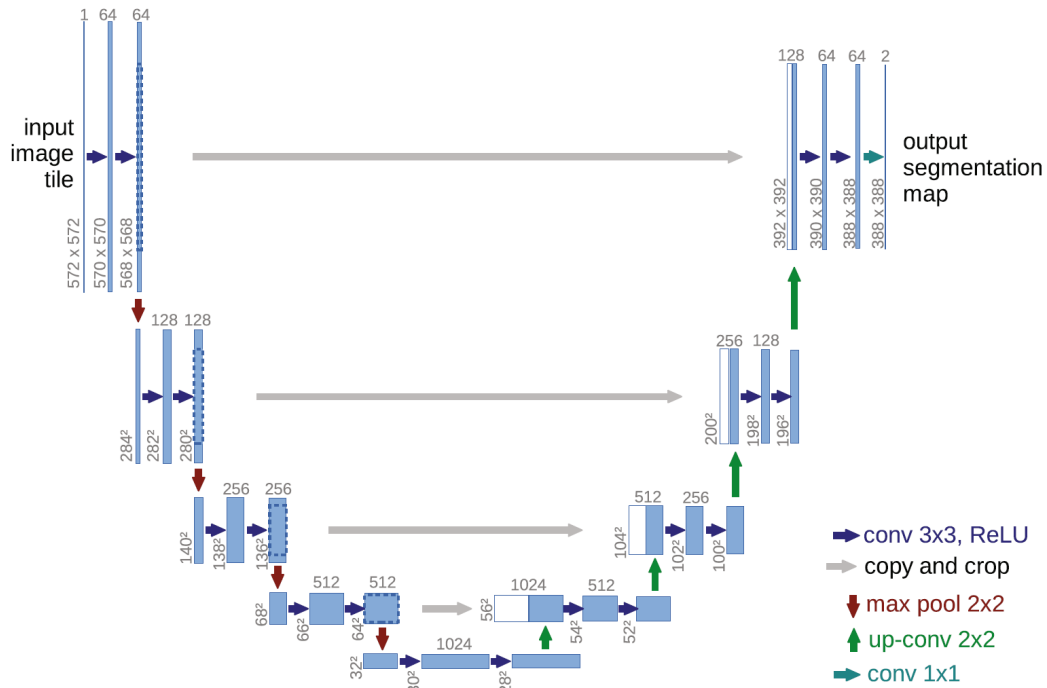 1 64 64
input
image
tile
572 x 572
570 x 570
568 x 568
128 64 64 2
output
segmentation
map
392 x 392
390 x 390
388 x 388
388 x 388
128 128
284²
282²
280²
256 128
200²
198²
196²
256 256
140²
138²
136²
512 256
104²
102²
100²
512 512
68²
66²
64²
1024 512
56²
54²
52²
1024
32²
conv 3x3, ReLU
copy and crop
max pool 2x2
up-conv 2x2
conv 1x1